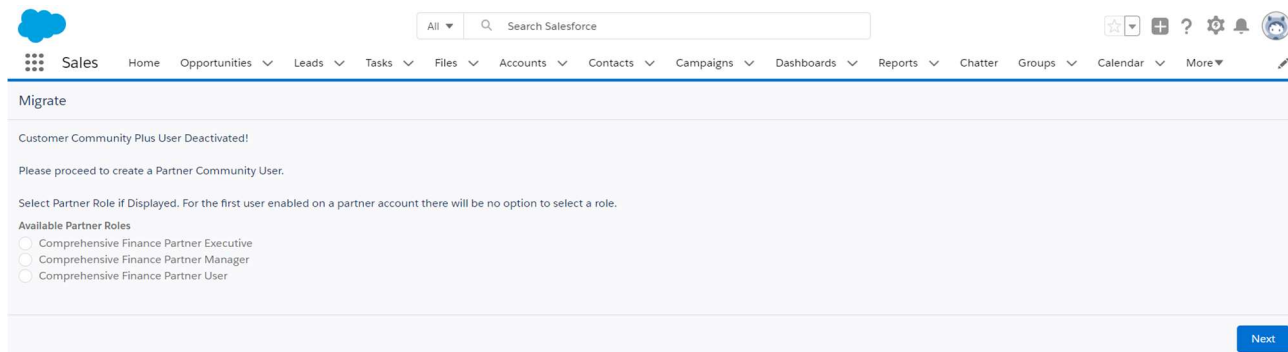 All Search Salesforce
Sales Home Opportunities Leads Tasks Files Accounts Contacts Campaigns Dashboards Reports Chatter Groups Calendar More
Migrate
Customer Community Plus User Deactivated!
Please proceed to create a Partner Community User.
Select Partner Role if Displayed. For the first user enabled on a partner account there will be no option to select a role.
Available Partner Roles
Comprehensive Finance Partner Executive
Comprehensive Finance Partner Manager
Comprehensive Finance Partner User
Next